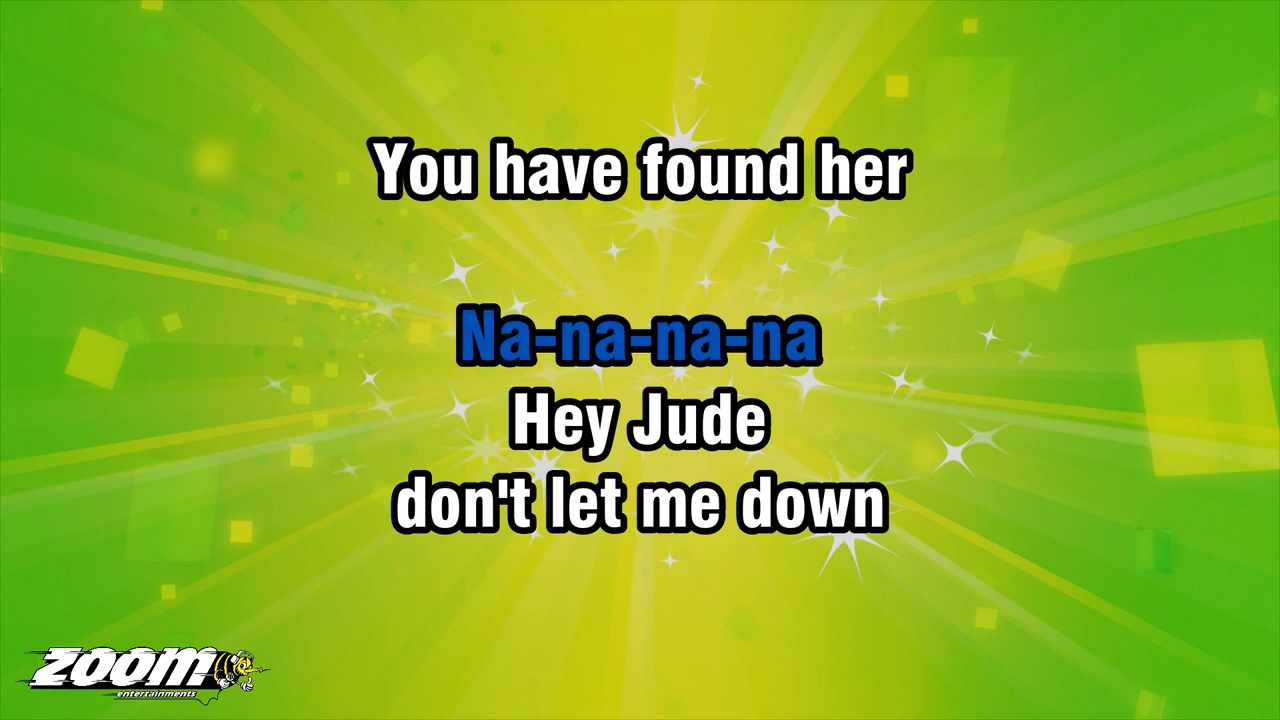 You have found her
Na-na-na-na
Hey Jude
don't let me down
ZOOM
entertainments